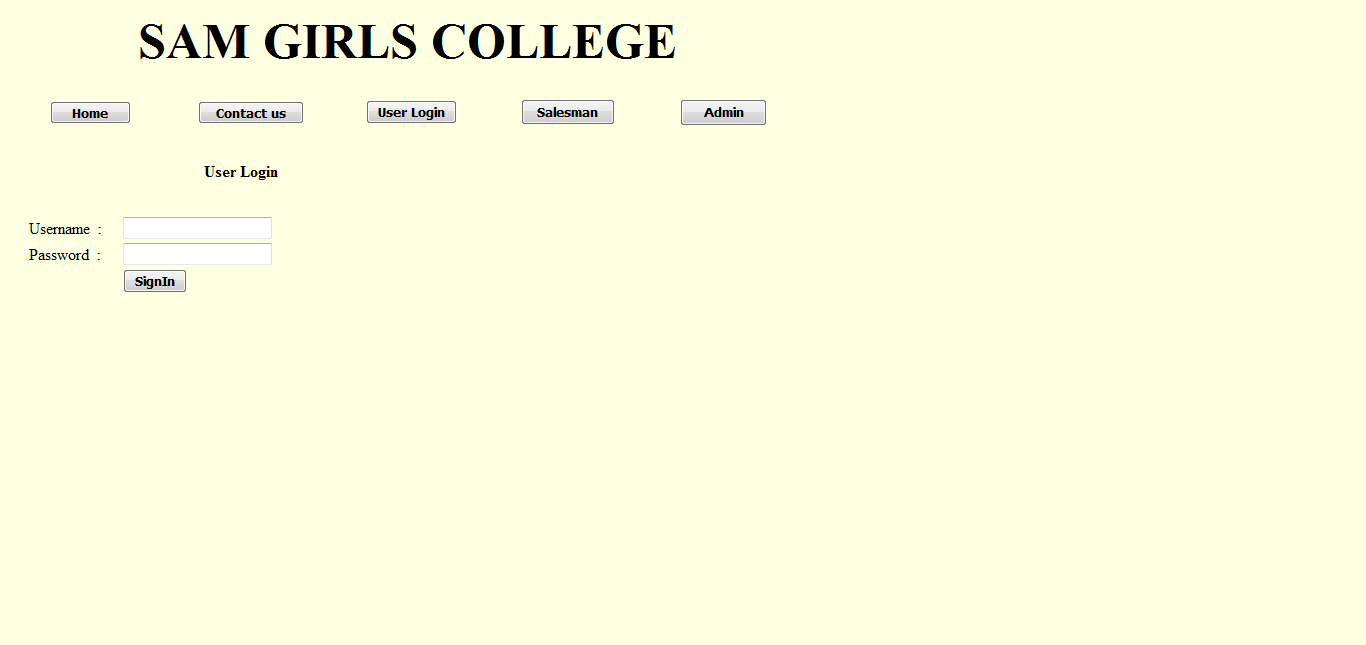 SAM GIRLS COLLEGE
Home Contact us User Login Salesman Admin
User Login
Username :
Password :
SignIn